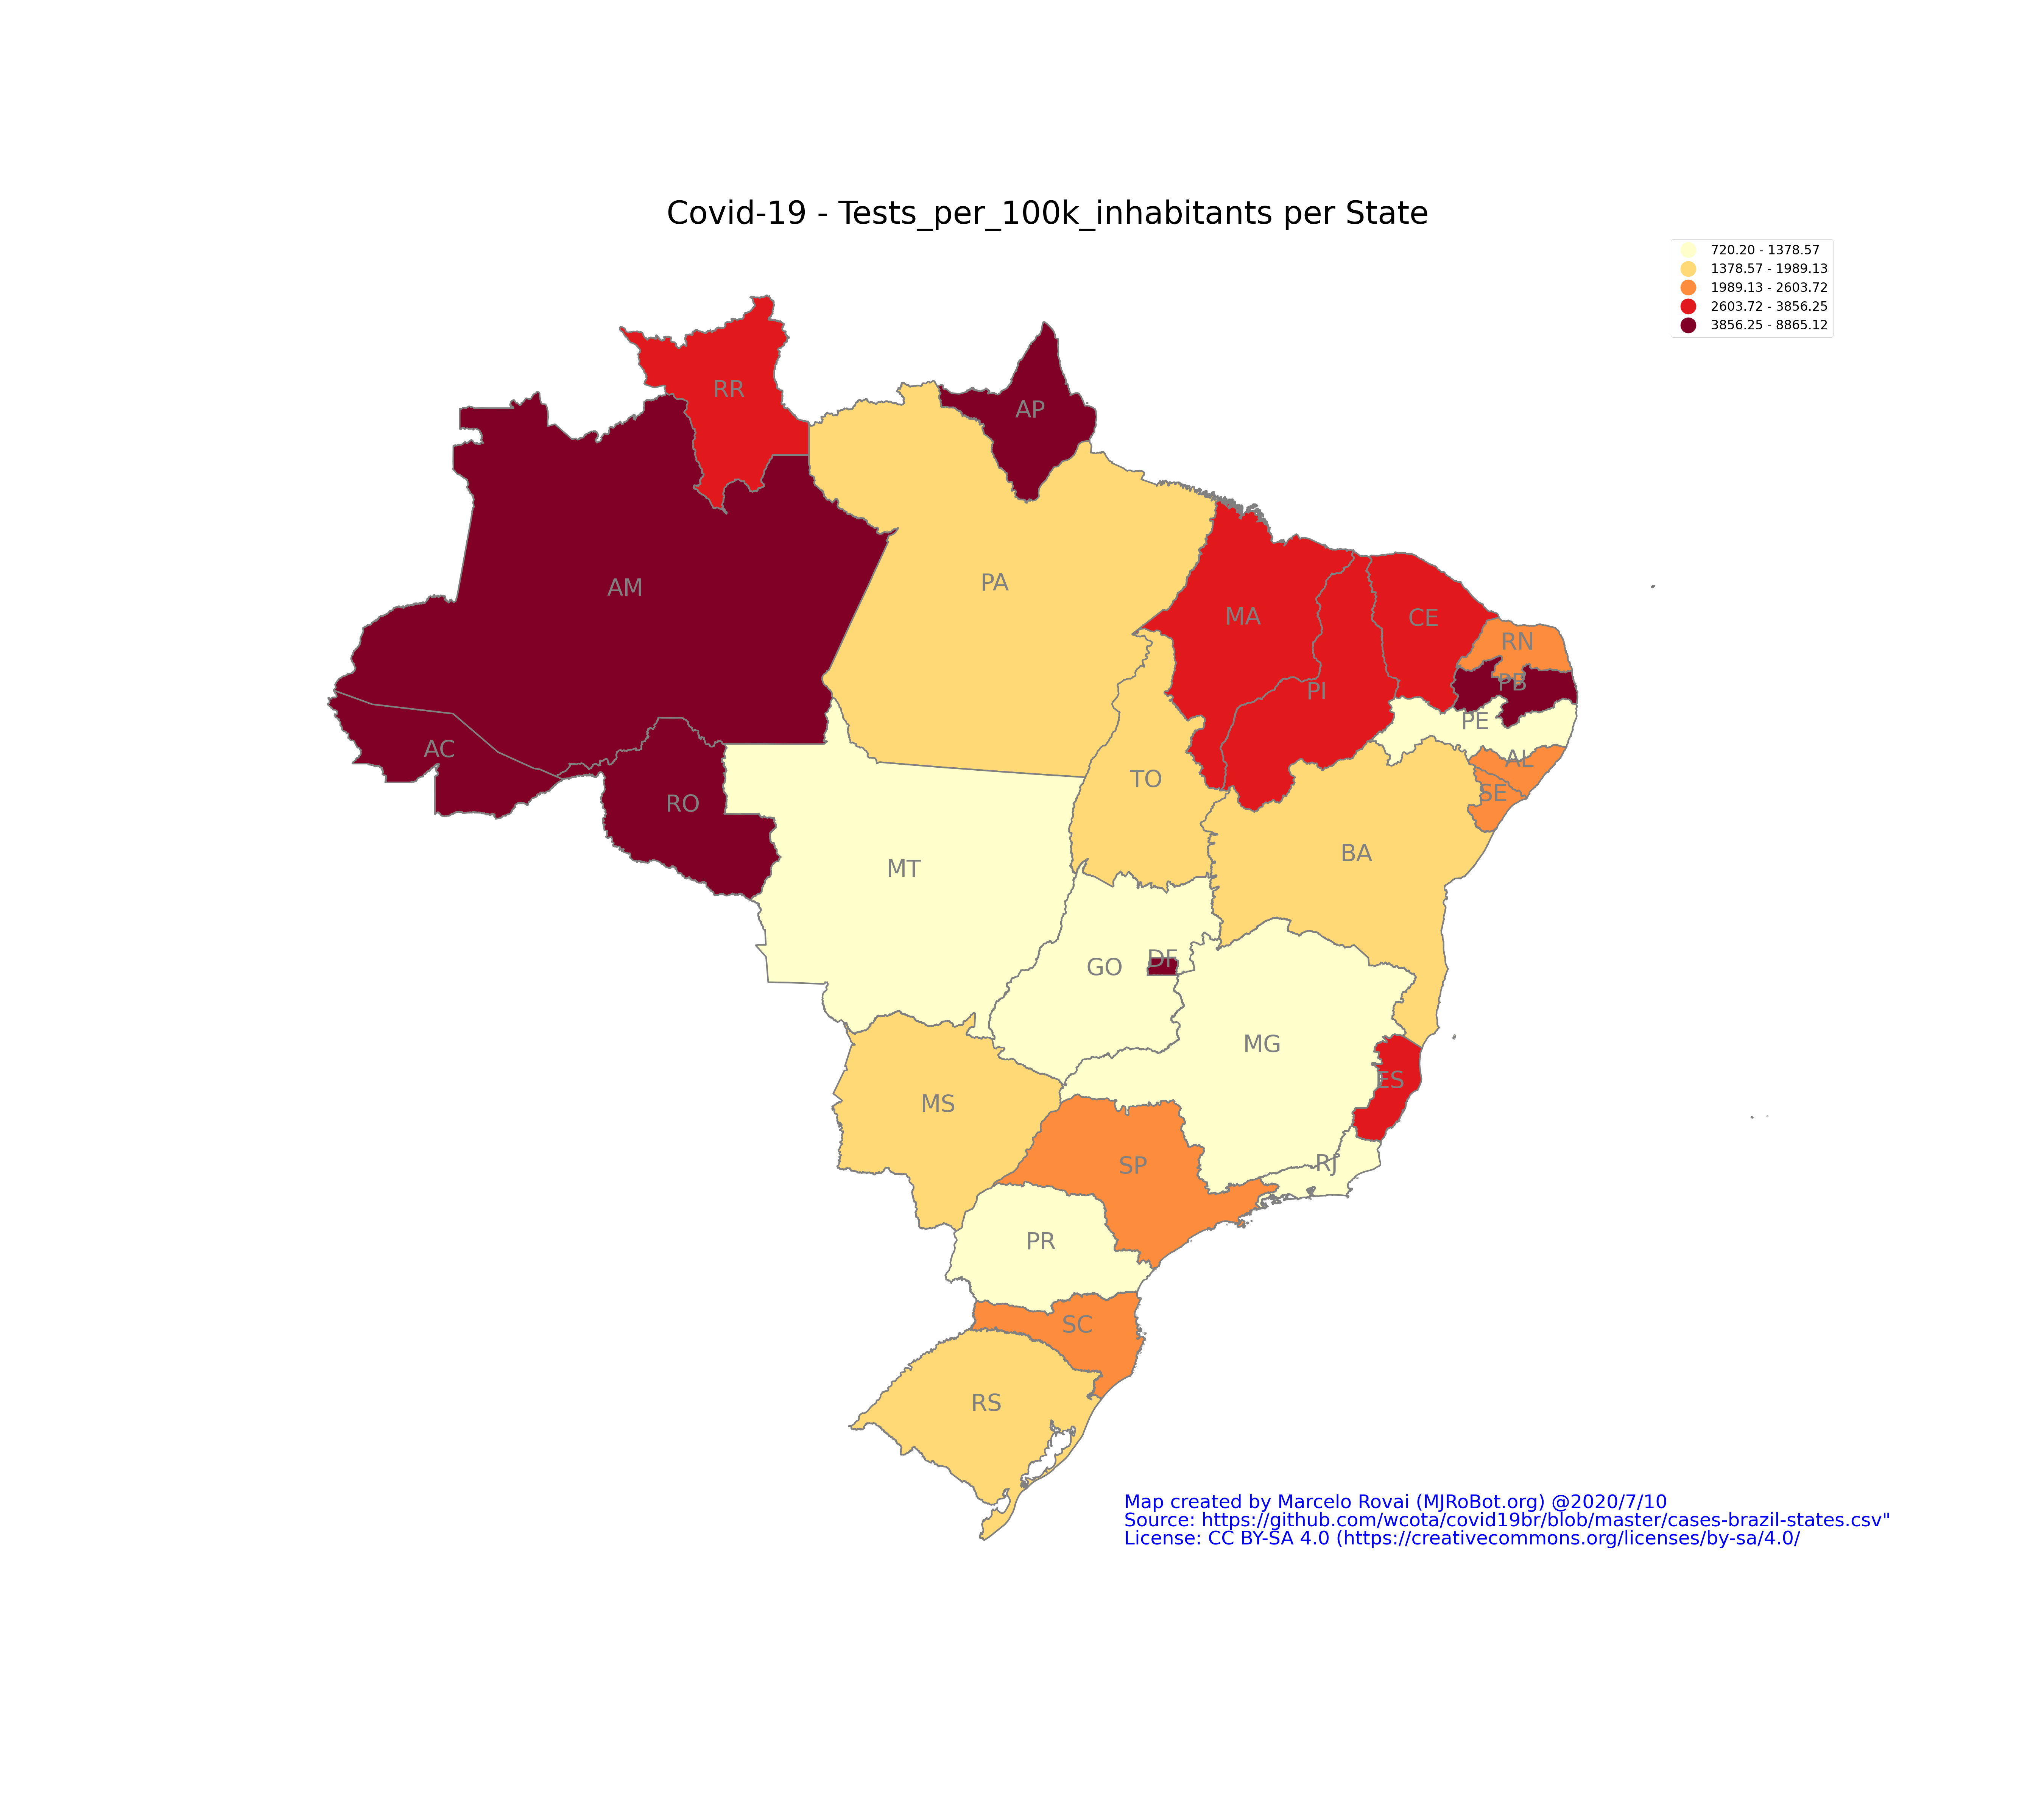 Covid-19 - Tests_per_100k_inhabitants per State
720.20 - 1378.57
1378.57 - 1989.13
1989.13 - 2603.72
2603.72 - 3856.25
3856.25 - 8865.12
RR
AP
AM
PA
MA
CE
RN
PB
PI
PE
AC
AL
TO
SE
RO
BA
MT
DF
GO
MG
ES
MS
RJ
SP
PR
SC
RS
Map created by Marcelo Rovai (MJRoBot.org) @2020/7/10
Source: https://github.com/wcota/covid19br/blob/master/cases-brazil-states.csv"
License: CC BY-SA 4.0 (https://creativecommons.org/licenses/by-sa/4.0/